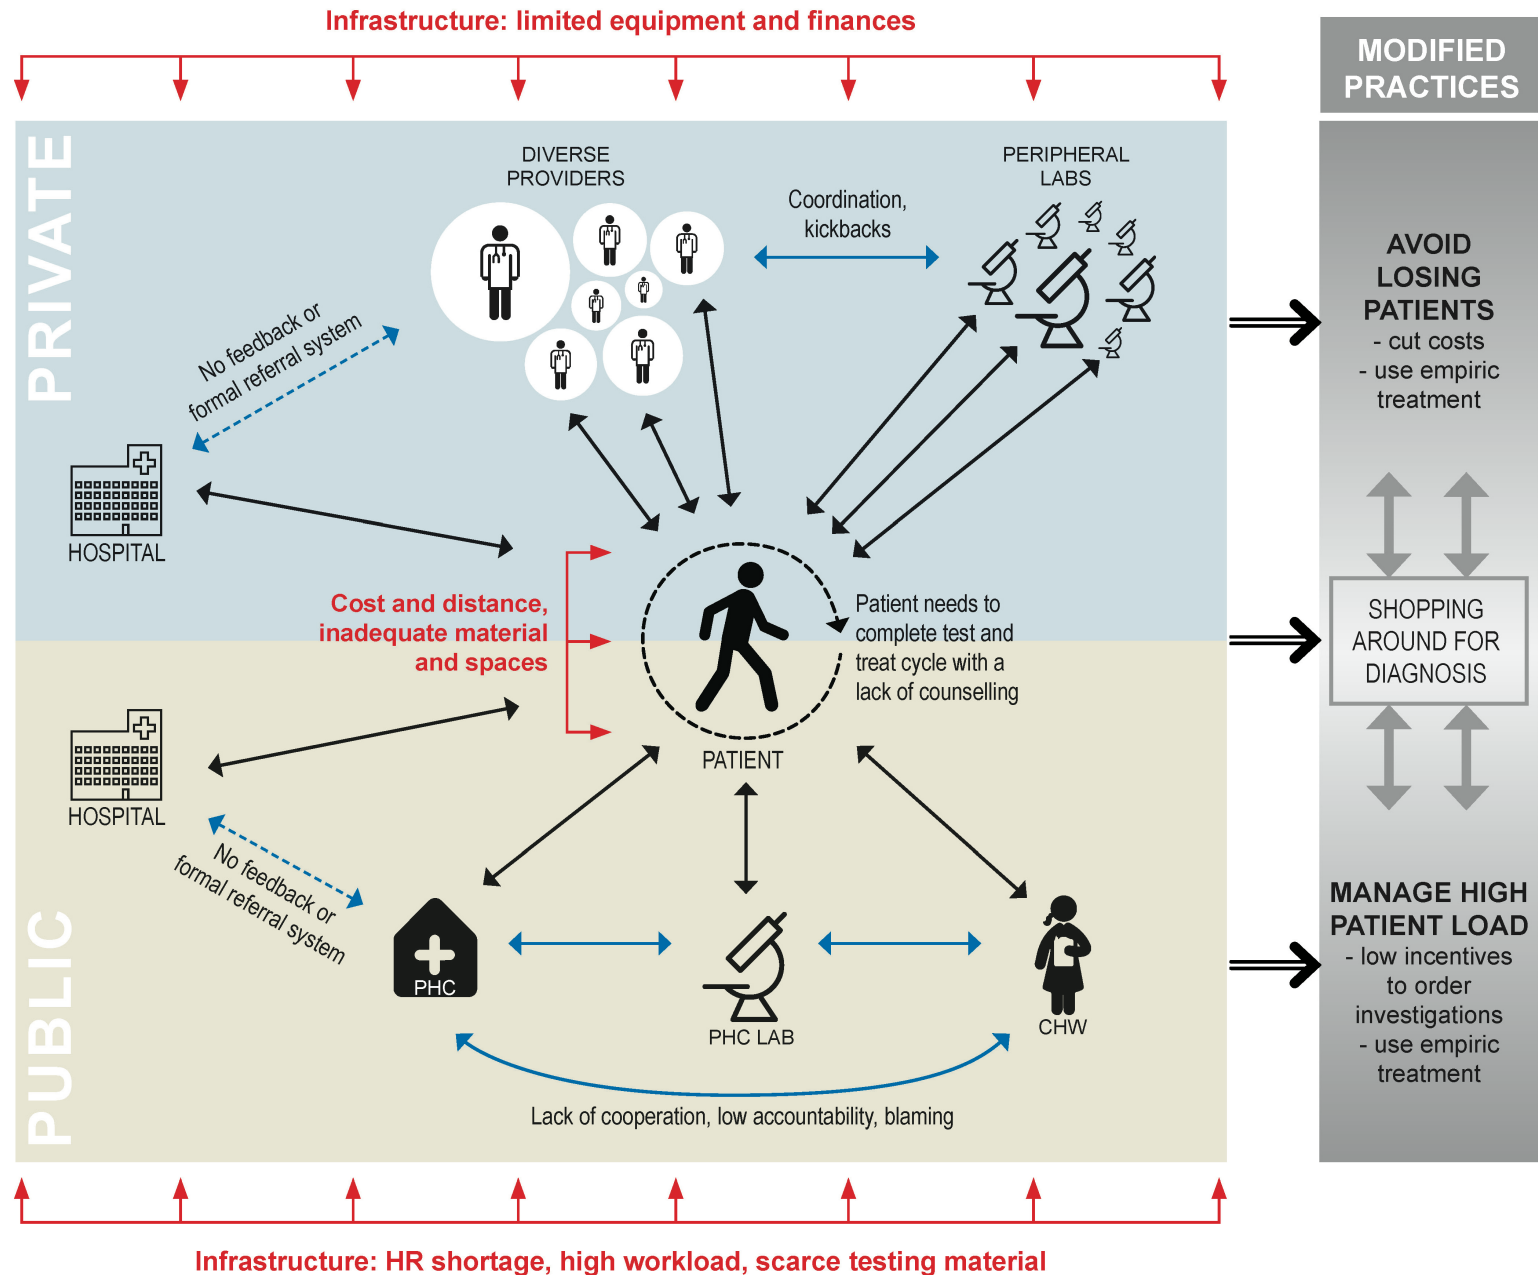 Infrastructure: limited equipment and finances
MODIFIED
PRACTICES
PRIVATE
DIVERSE
PROVIDERS
PERIPHERAL
LABS
Coordination,
kickbacks
No feedback or
formal referral system
HOSPITAL
Cost and distance,
inadequate material
and spaces
Patient needs to
complete test and
treat cycle with a
lack of counselling
PATIENT
PUBLIC
HOSPITAL
No feedback or
formal referral system
PHC
PHC LAB
CHW
Lack of cooperation, low accountability, blaming
AVOID
LOSING
PATIENTS
- cut costs
- use empiric
treatment
SHOPPING
AROUND FOR
DIAGNOSIS
MANAGE HIGH
PATIENT LOAD
- low incentives
to order
investigations
- use empiric
treatment
Infrastructure: HR shortage, high workload, scarce testing material